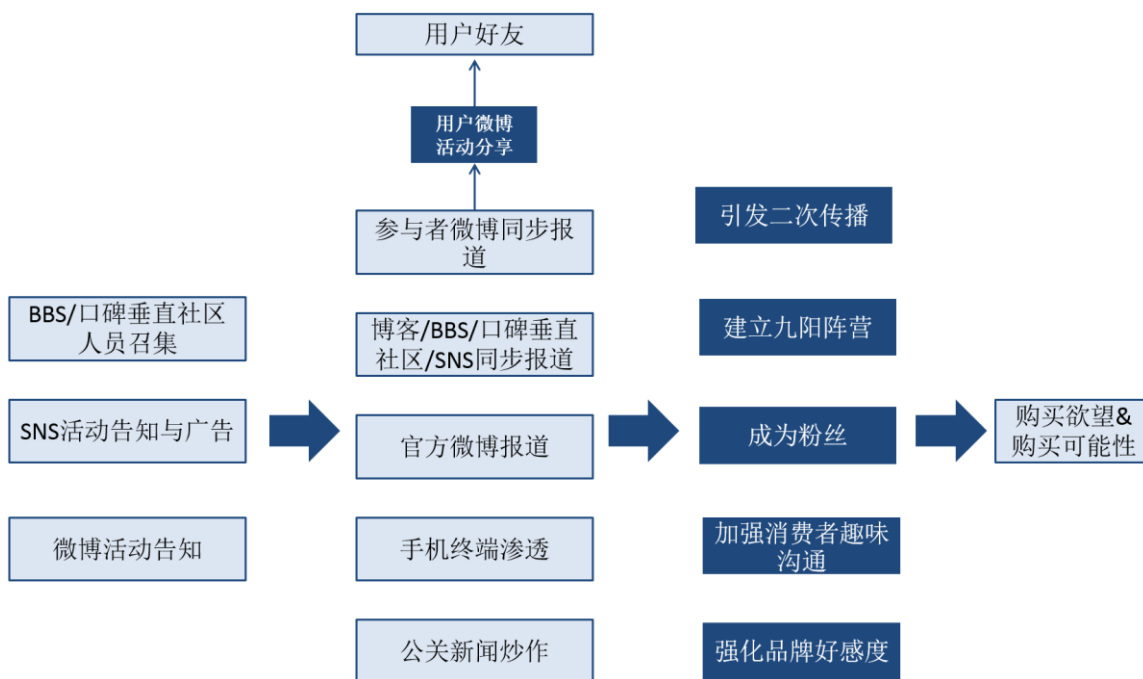 用户好友
用户微博
活动分享
参与者微博同步报
道
引发二次传播
BBS/口碑垂直社区
人员召集
博客/BBS/口碑垂直
社区/SNS同步报道
建立九阳阵营
SNS活动告知与广告
官方微博报道
成为粉丝
购买欲望&
购买可能性
微博活动告知
手机终端渗透
加强消费者趣味
沟通
公关新闻炒作
强化品牌好感度